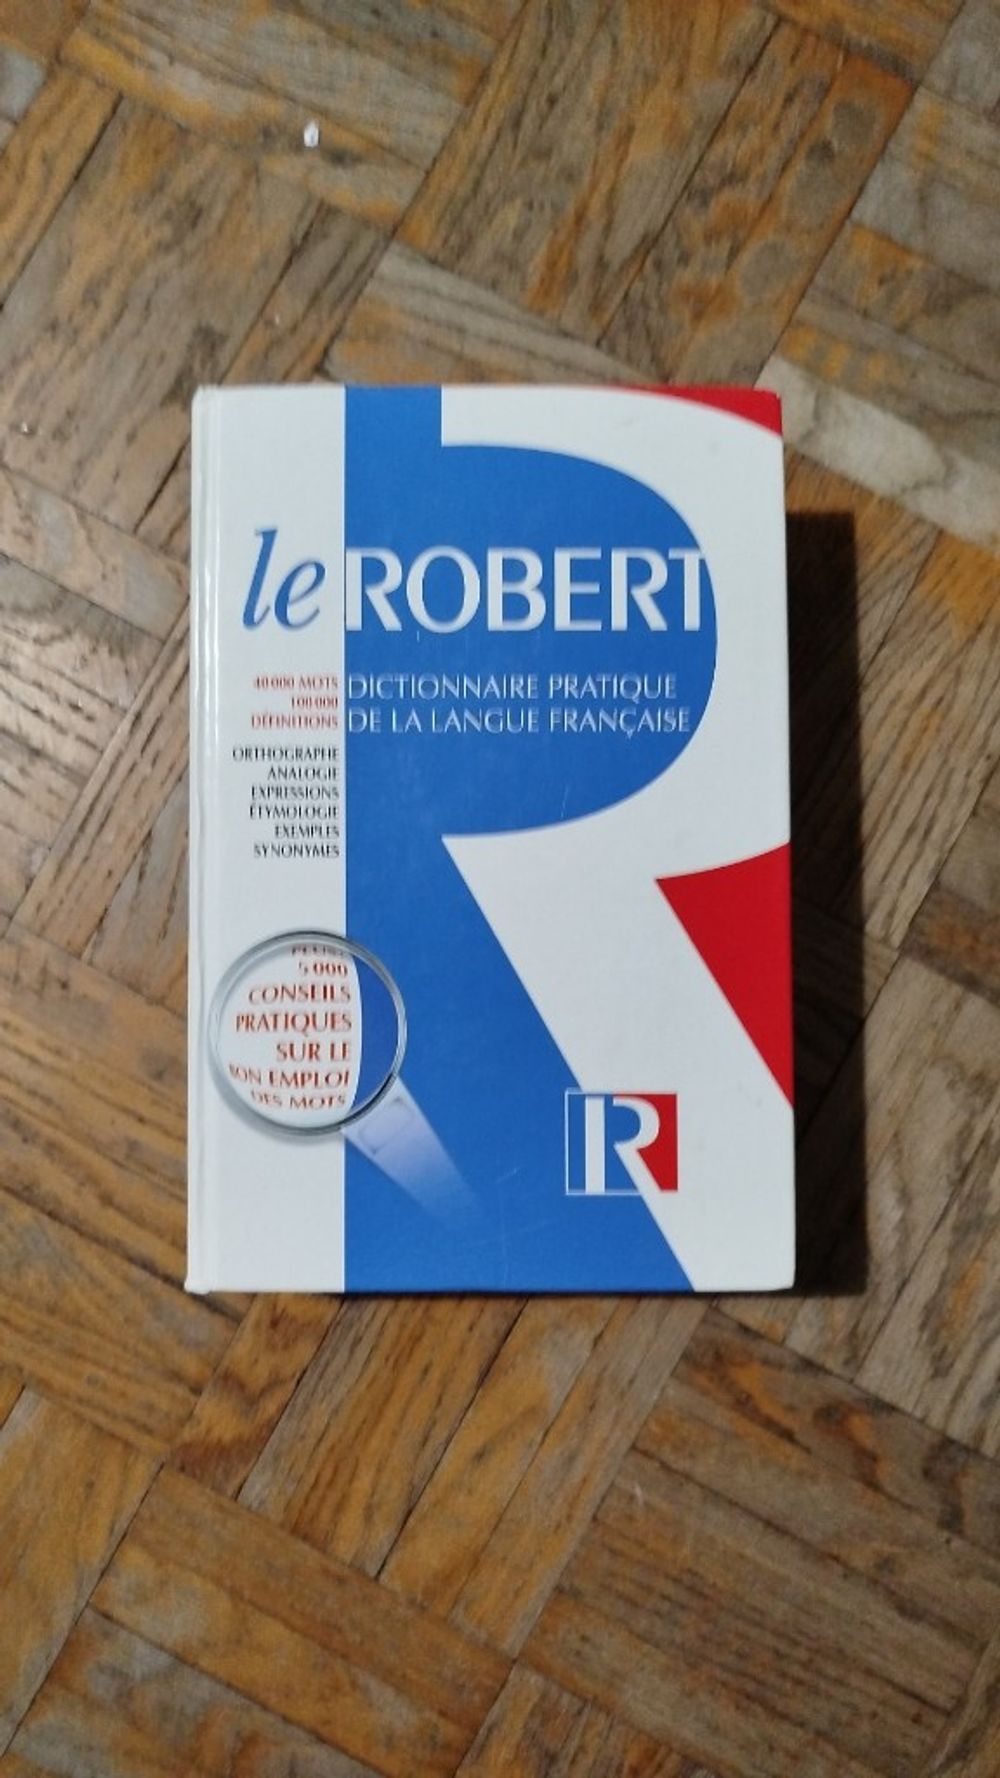 le ROBERT
DICTIONNAIRE PRATIQUE
DE LA LANGUE FRANÇAISE
40 000 MOTS
100 000
DÉFINITIONS
ORTHOGRAPHE
ANALOGIE
EXPRESSIONS
ÉTYMOLOGIE
EXEMPLES
SYNONYMES
5 000
CONSEILS
PRATIQUES
SUR LE
BON EMPLOI
DES MOTS
R